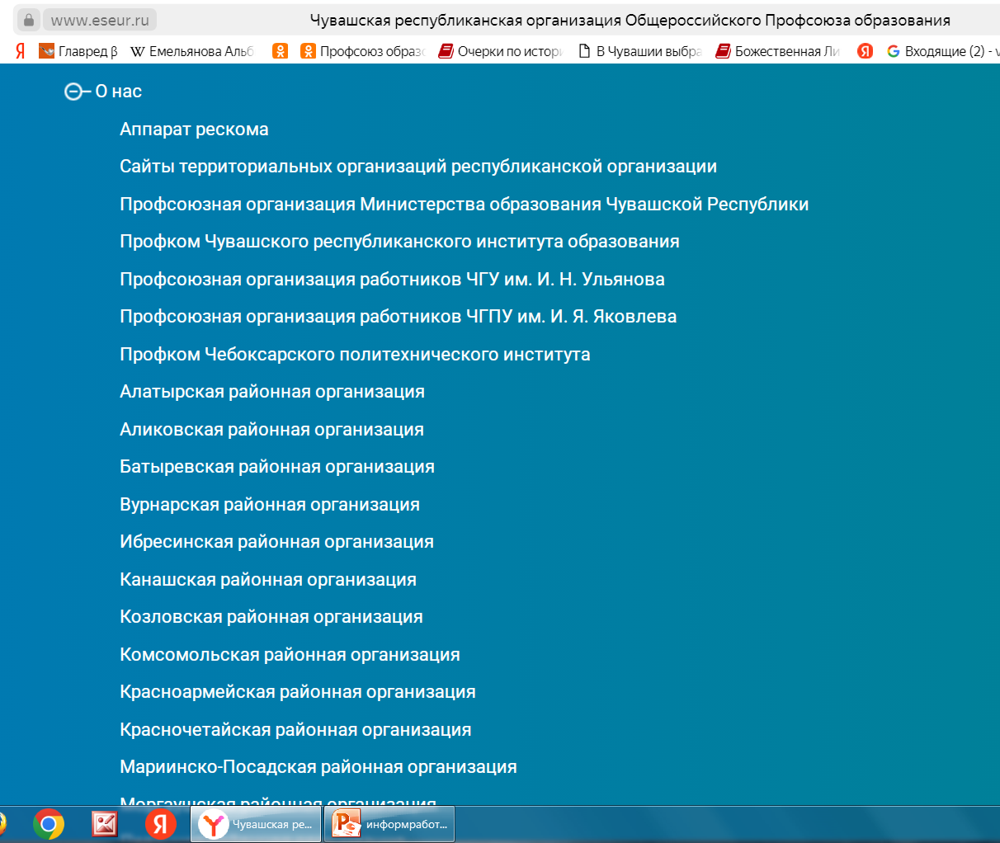 www.eseur.ru Чувашская республиканская организация Общероссийского Профсоюза образования
Я Главред β W Емельянова Альб Профсоюз образ Очерки по истори В Чувашии выбра Божественная Ли Я G Входящие (2) -
О нас
Аппарат рескома
Сайты территориальных организаций республиканской организации
Профсоюзная организация Министерства образования Чувашской Республики
Профком Чувашского республиканского института образования
Профсоюзная организация работников ЧГУ им. И. Н. Ульянова
Профсоюзная организация работников ЧГПУ им. И. Я. Яковлева
Профком Чебоксарского политехнического института
Алатырская районная организация
Аликовская районная организация
Батыревская районная организация
Вурнарская районная организация
Ибресинская районная организация
Канашская районная организация
Козловская районная организация
Комсомольская районная организация
Красноармейская районная организация
Красночетайская районная организация
Мариинско-Посадская районная организация
Моргаушская районная организация
Я Y Чувашская ре... P информработ...